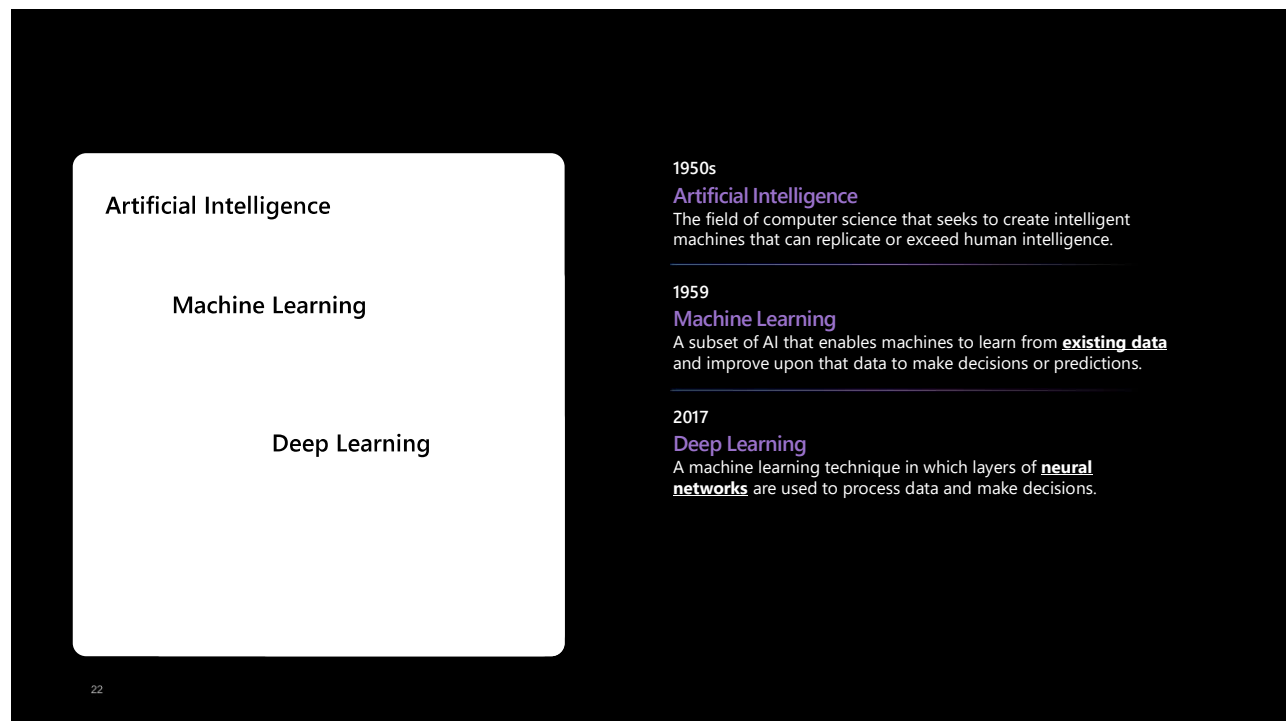 Artificial Intelligence
Machine Learning
Deep Learning
1950s
Artificial Intelligence
The field of computer science that seeks to create intelligent
machines that can replicate or exceed human intelligence.
1959
Machine Learning
A subset of AI that enables machines to learn from existing data
and improve upon that data to make decisions or predictions.
2017
Deep Learning
A machine learning technique in which layers of neural
networks are used to process data and make decisions.
22